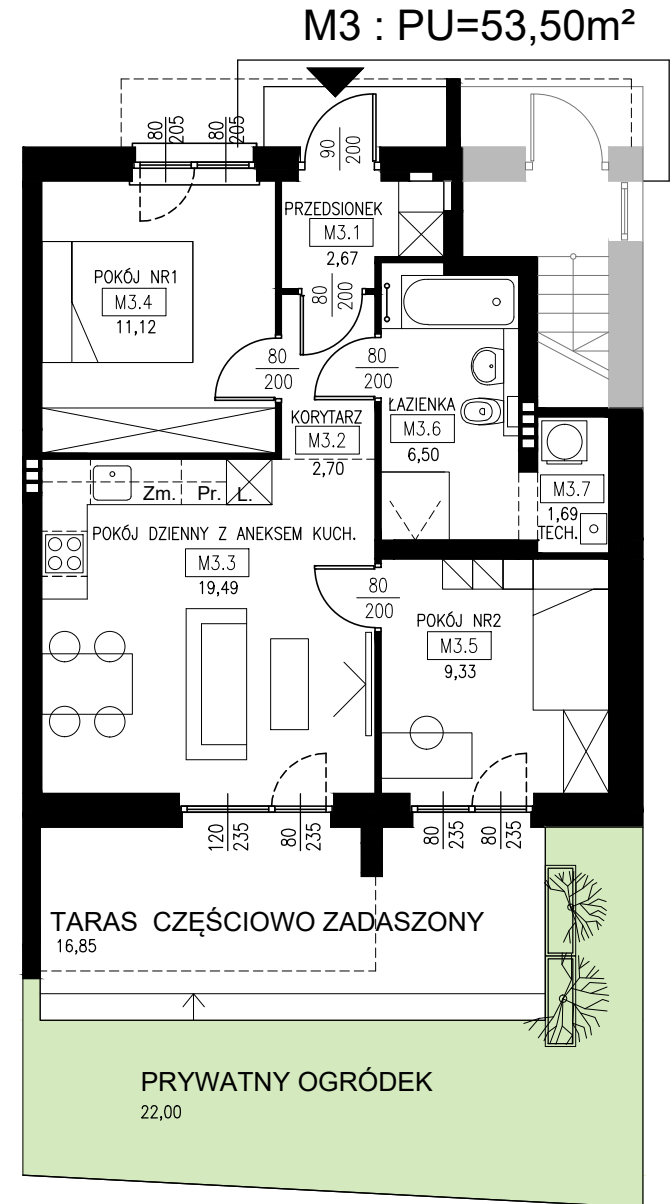 M3 : PU=53,50m²
80
205
80
205
90
200
PRZEDSIONEK
M3.1
2,67
80
200
POKÓJ NR1
M3.4
11,12
80
200
80
200
KORYTARZ
M3.2
2,70
ŁAZIENKA
M3.6
6,50
M3.7
1,69
TECH.
Zm. Pr. L.
POKÓJ DZIENNY Z ANEKSEM KUCH.
M3.3
19,49
80
200
POKÓJ NR2
M3.5
9,33
120
235
80
235
80
235
80
235
TARAS CZĘŚCIOWO ZADASZONY
16,85
PRYWATNY OGRÓDEK
22,00